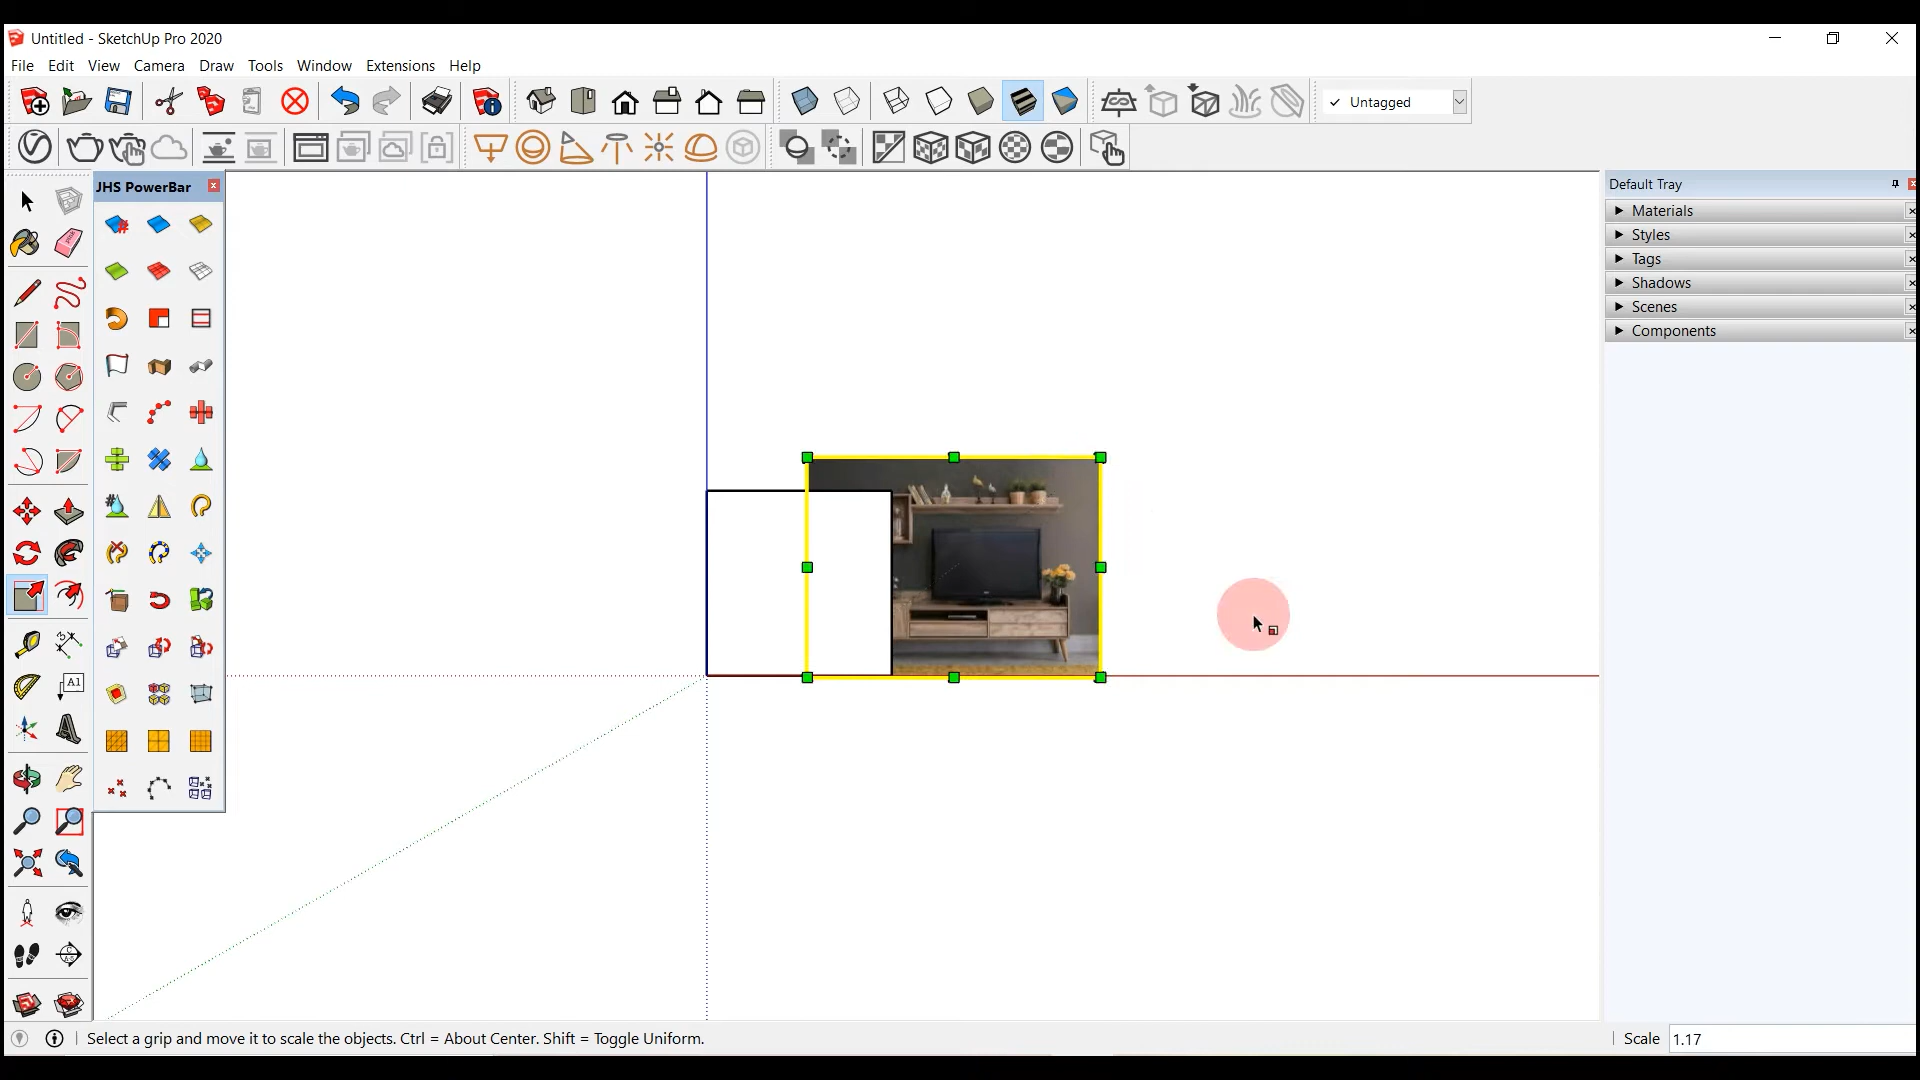 Untitled - SketchUp Pro 2020
File Edit View Camera Draw Tools Window Extensions Help
Untagged
JHS PowerBar
Default Tray
Materials
Styles
Tags
Shadows
Scenes
Components
A1
Select a grip and move it to scale the objects. Ctrl = About Center. Shift = Toggle Uniform.
Scale 1.17